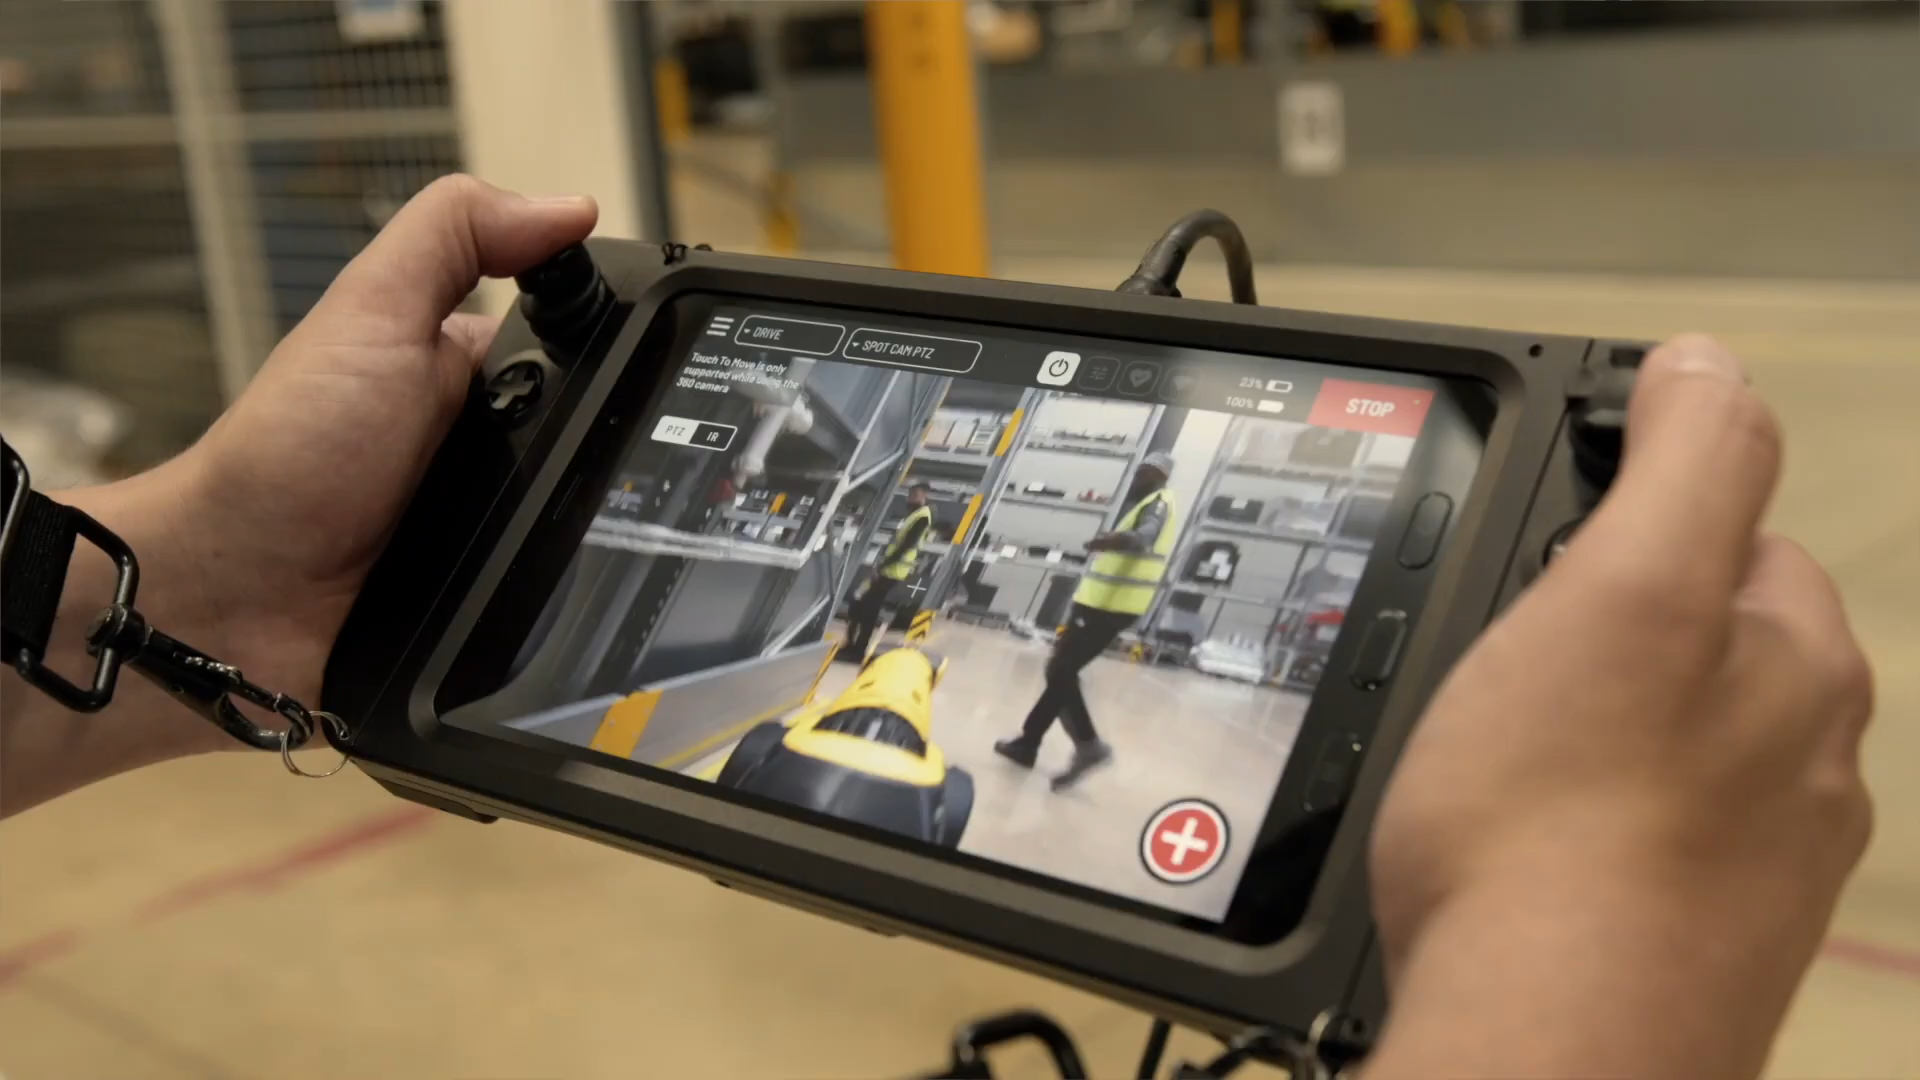 DRIVE
SPOT CAM PTZ
Touch To Move is only
supported while using the
360 camera
PTZ
IR
23%
100%
STOP